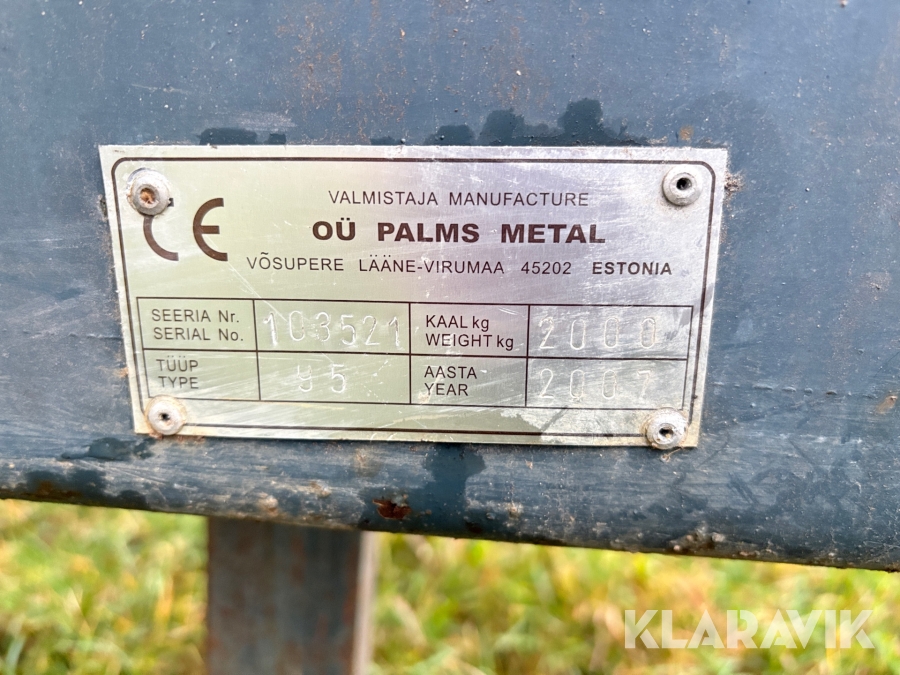 CE
VALMISTAJA MANUFACTURE
OÜ PALMS METAL
VÕSUPERE LÄÄNE-VIRUMAA 45202 ESTONIA
SEERIA Nr.
SERIAL No.
103521
KAAL kg
WEIGHT kg
2000
TÜÜP
TYPE
95
AASTA
YEAR
2007
KLARAVIK